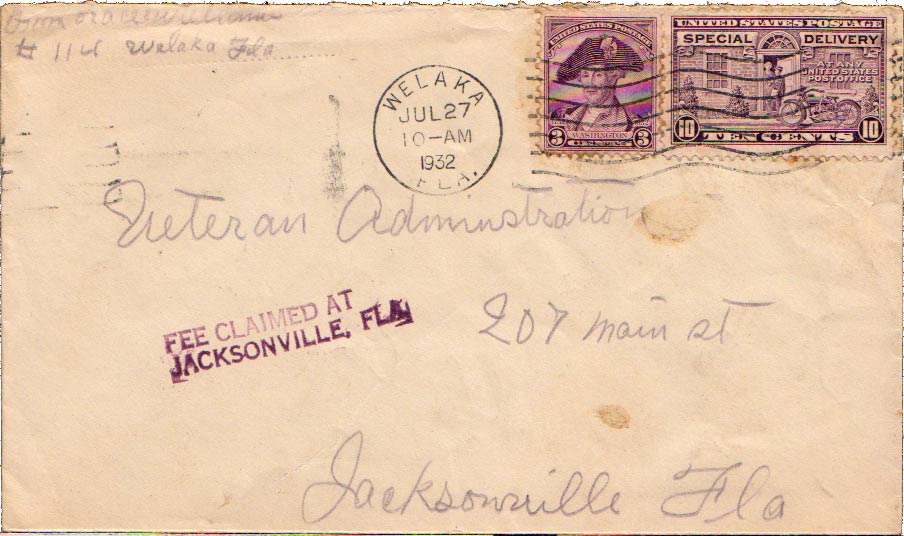 From
# 114 Welaka Fla
WELAKA
JUL 27
10-AM
1932
FLA.
UNITED STATES POSTAGE
3 WASHINGTON 3
UNITED STATES POSTAGE
SPECIAL DELIVERY
AT ANY
UNITED STATES
POST OFFICE
10 TEN CENTS 10
Veteran Administration
FEE CLAIMED AT
JACKSONVILLE, FLA.
207 Main st
Jacksonville Fla